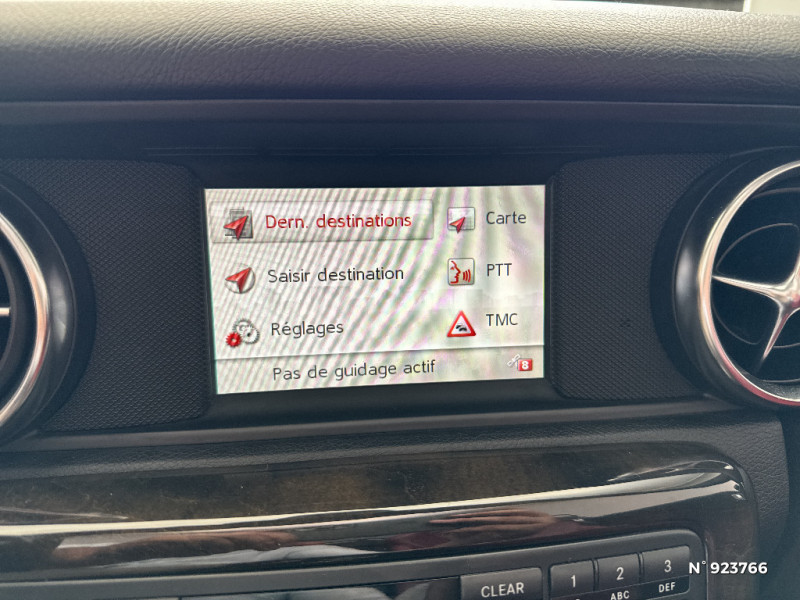 Dern. destinations
Carte
Saisir destination
PTT
Réglages
TMC
Pas de guidage actif
8
CLEAR
1
2
ABC
3
DEF
N° 923766